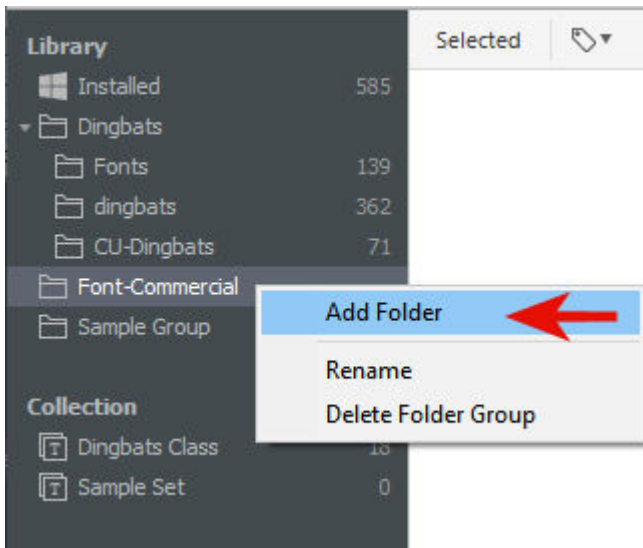 Library
Selected
Installed 585
Dingbats
Fonts 139
dingbats 362
CU-Dingbats 71
Font-Commercial
Sample Group
Add Folder
Rename
Delete Folder Group
Collection
Dingbats Class 18
Sample Set 0